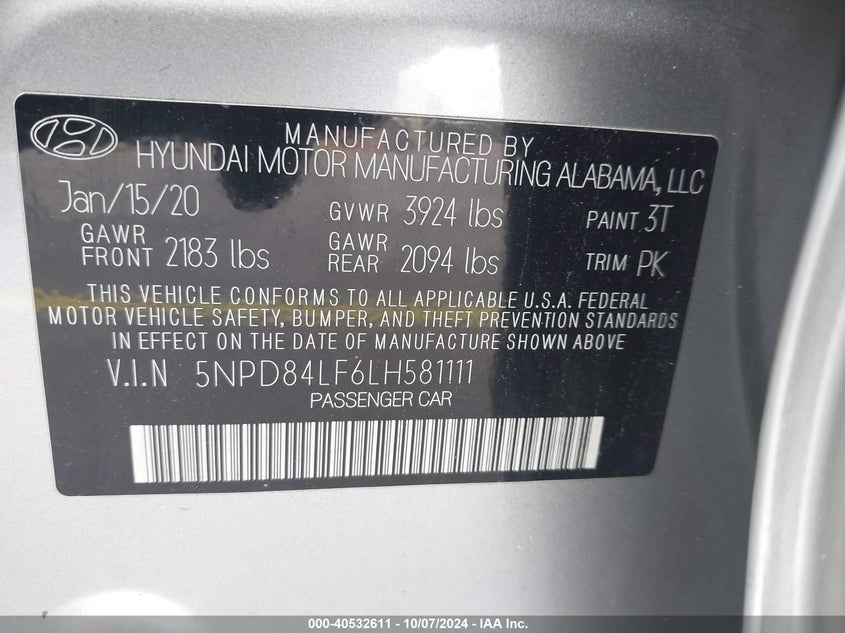 MANUFACTURED BY
HYUNDAI MOTOR MANUFACTURING ALABAMA, LLC
Jan/15/20 GVWR 3924 lbs PAINT 3T
GAWR FRONT 2183 lbs GAWR REAR 2094 lbs TRIM PK
THIS VEHICLE CONFORMS TO ALL APPLICABLE U.S.A. FEDERAL
MOTOR VEHICLE SAFETY, BUMPER, AND THEFT PREVENTION STANDARDS
IN EFFECT ON THE DATE OF MANUFACTURE SHOWN ABOVE
V.I.N 5NPD84LF6LH581111
PASSENGER CAR
000-40532611 - 10/07/2024 - IAA Inc.